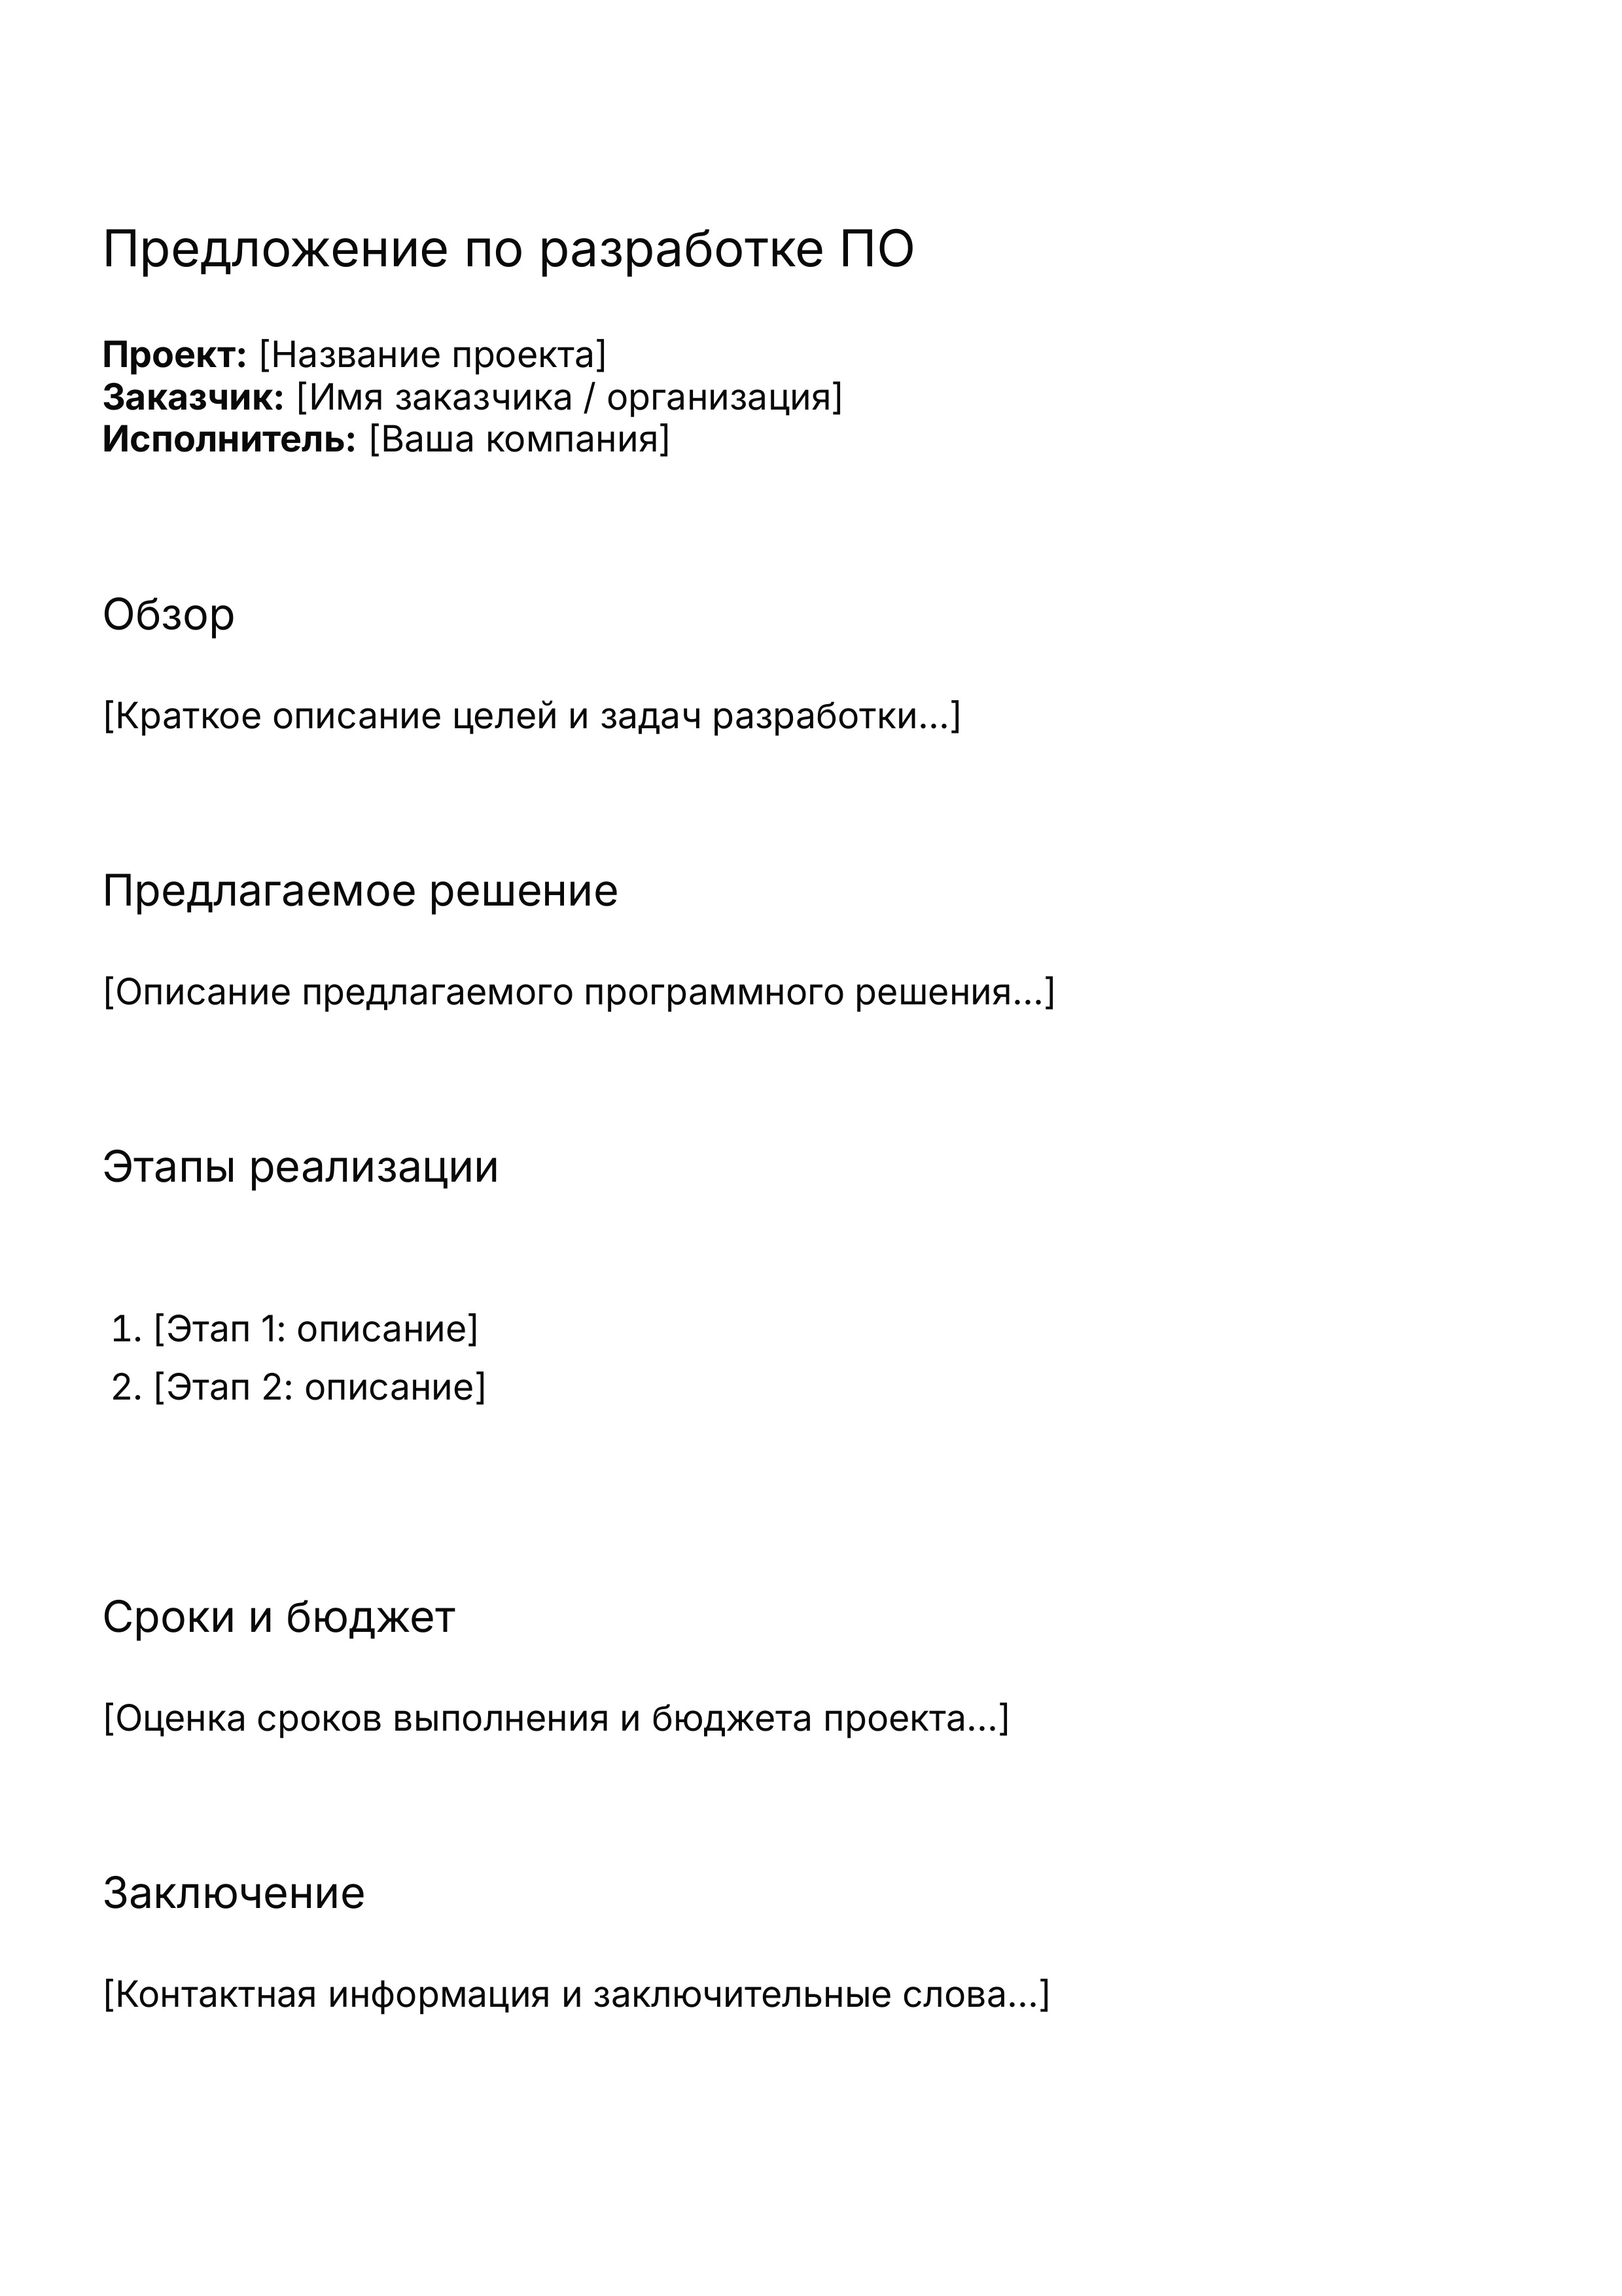 Предложение по разработке ПО
Проект: [Название проекта]
Заказчик: [Имя заказчика / организация]
Исполнитель: [Ваша компания]
Обзор
[Краткое описание целей и задач разработки...]
Предлагаемое решение
[Описание предлагаемого программного решения...]
Этапы реализации
1. [Этап 1: описание]
2. [Этап 2: описание]
Сроки и бюджет
[Оценка сроков выполнения и бюджета проекта...]
Заключение
[Контактная информация и заключительные слова...]